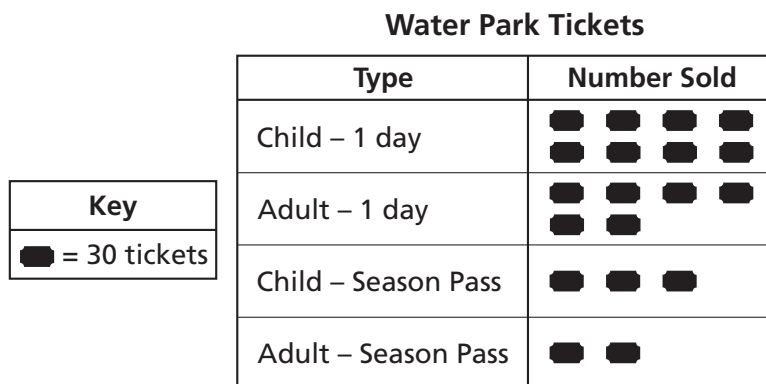 Water Park Tickets
Type Number Sold
Child – 1 day
Adult – 1 day
Child – Season Pass
Adult – Season Pass
Key
= 30 tickets